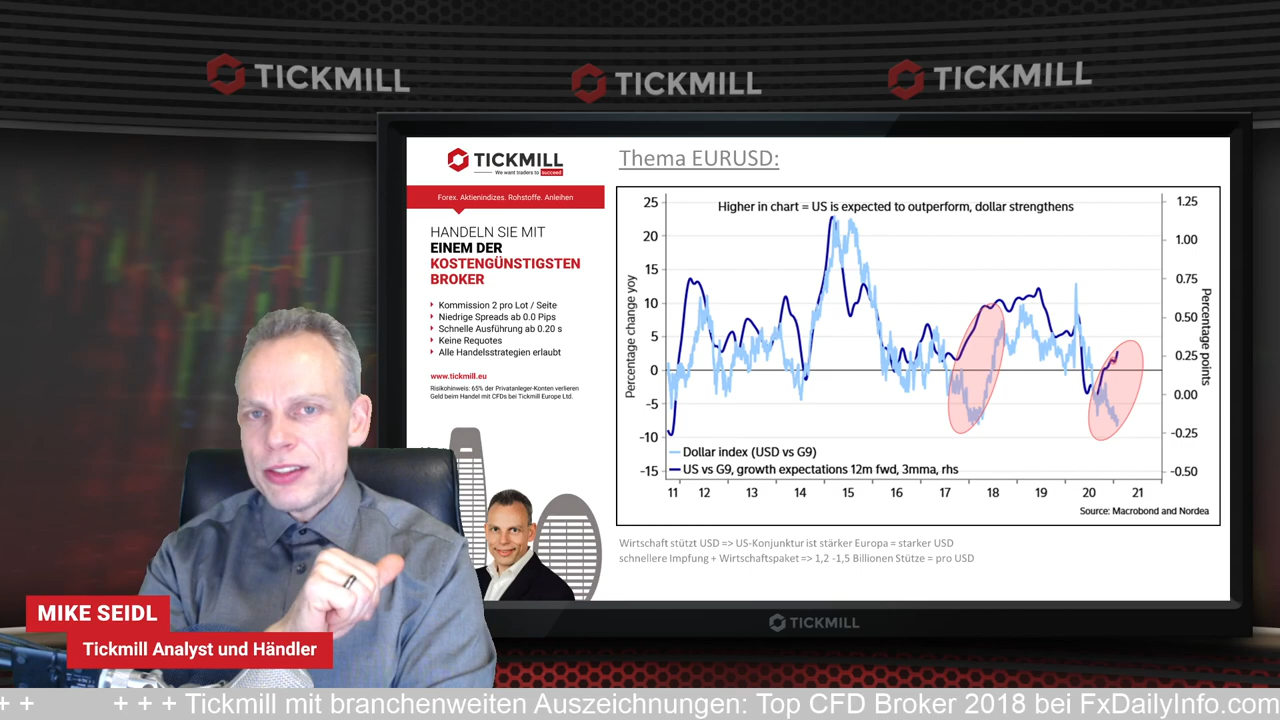 TICKMILL
TICKMILL
TICKMILL
TICKMILL
We want traders to succeed
Forex. Aktienindizes. Rohstoffe. Anleihen
HANDELN SIE MIT
EINEM DER
KOSTENGÜNSTIGSTEN
BROKER
Kommission 2 pro Lot / Seite
Niedrige Spreads ab 0.0 Pips
Schnelle Ausführung ab 0.20 s
Keine Requotes
Alle Handelsstrategien erlaubt
www.tickmill.eu
Risikohinweis: 65% der Privatanleger-Konten verlieren
Geld beim Handel mit CFDs bei Tickmill Europe Ltd.
Thema EURUSD:
Higher in chart = US is expected to outperform, dollar strengthens
Percentage change yoy
25
20
15
10
5
0
-5
-10
-15
1.25
1.00
0.75
0.50
0.25
0.00
-0.25
-0.50
Percentage points
Dollar index (USD vs G9)
US vs G9, growth expectations 12m fwd, 3mma, rhs
11 12 13 14 15 16 17 18 19 20 21
Source: Macrobond and Nordea
Wirtschaft stützt USD => US-Konjunktur ist stärker Europa = starker USD
schnellere Impfung + Wirtschaftspaket => 1,2 -1,5 Billionen Stütze = pro USD
TICKMILL
MIKE SEIDL
Tickmill Analyst und Händler
+ + + + + Tickmill mit branchenweiten Auszeichnungen: Top CFD Broker 2018 bei FxDailyInfo.com